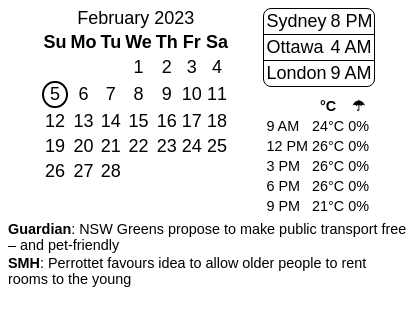 February 2023
Su Mo Tu We Th Fr Sa
1 2 3 4
5 6 7 8 9 10 11
12 13 14 15 16 17 18
19 20 21 22 23 24 25
26 27 28
Sydney 8 PM
Ottawa 4 AM
London 9 AM
°C ☂
9 AM 24°C 0%
12 PM 26°C 0%
3 PM 26°C 0%
6 PM 26°C 0%
9 PM 21°C 0%
Guardian: NSW Greens propose to make public transport free
– and pet-friendly
SMH: Perrottet favours idea to allow older people to rent
rooms to the young